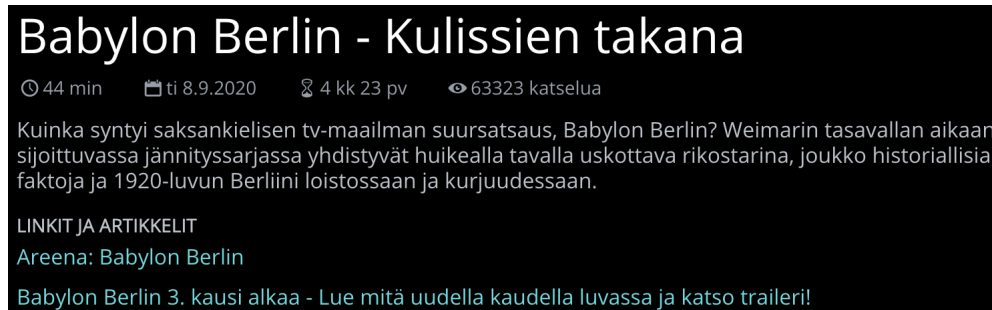 Babylon Berlin - Kulissien takana
44 min ti 8.9.2020 4 kk 23 pv 63323 katselua
Kuinka syntyi saksankielisen tv-maailman suursatsaus, Babylon Berlin? Weimarin tasavallan aikaan
sijoittuvassa jännityssarjassa yhdistyvät huikealla tavalla uskottava rikostarina, joukko historiallisia
faktoja ja 1920-luvun Berliini loistossaan ja kurjuudessaan.
LINKIT JA ARTIKKELIT
Areena: Babylon Berlin
Babylon Berlin 3. kausi alkaa - Lue mitä uudella kaudella luvassa ja katso traileri!